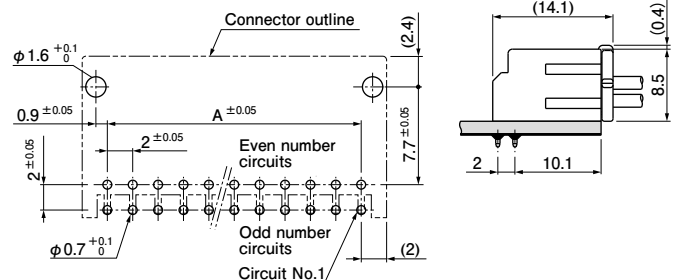 Connector outline
φ1.6 +0.1 0
(2.4)
0.9 ±0.05
A ±0.05
2 ±0.05
7.7 ±0.05
2 ±0.05
Even number
circuits
Odd number
circuits
φ0.7 +0.1 0
Circuit No.1
(2)
(14.1)
(0.4)
8.5
2
10.1